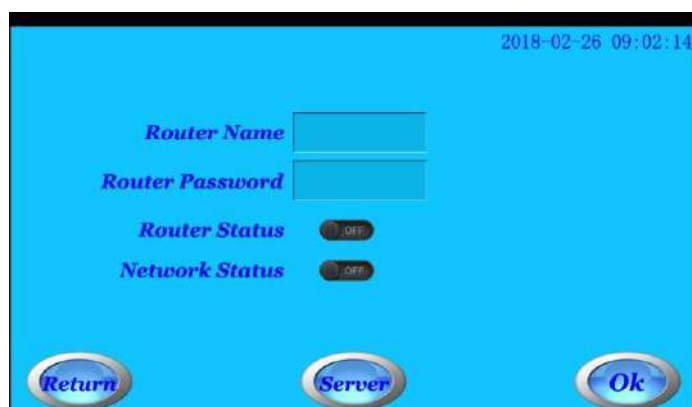 2018-02-26 09:02:14
Router Name
Router Password
Router Status OFF
Network Status OFF
Return Server Ok